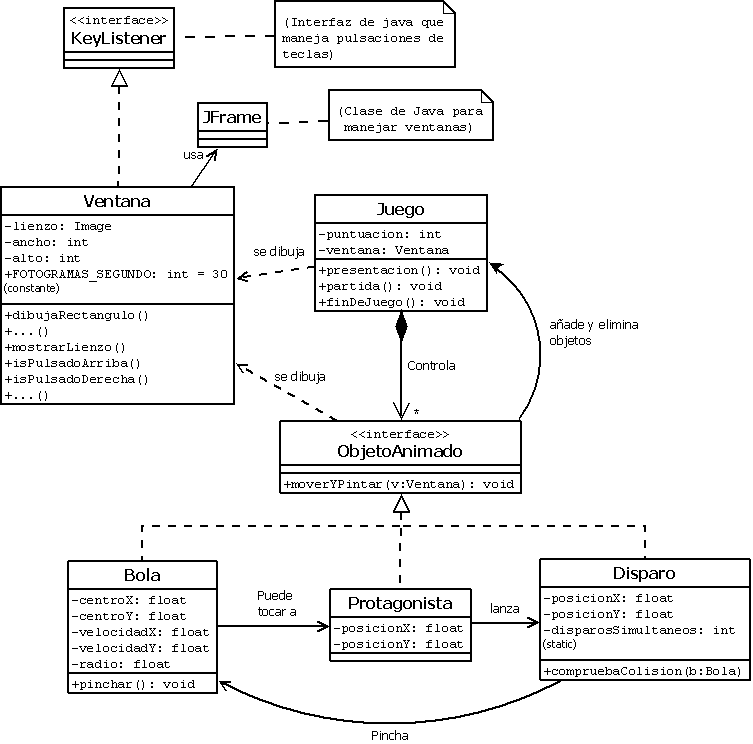 <<interface>>
KeyListener
(Interfaz de java que
maneja pulsaciones de
teclas)
JFrame
(Clase de Java para
manejar ventanas)
usa
Ventana
-lienzo: Image
-ancho: int
-alto: int
+FOTOGRAMAS_SEGUNDO: int = 30
(constante)
+dibujaRectangulo()
+...()
+mostrarLienzo()
+isPulsadoArriba()
+isPulsadoDerecha()
+...()
se dibuja
Juego
-puntuacion: int
-ventana: Ventana
+presentacion(): void
+partida(): void
+finDeJuego(): void
añade y elimina
objetos
se dibuja
Controla
*
<<interface>>
ObjetoAnimado
+moverYPintar(v:Ventana): void
Bola
-centroX: float
-centroY: float
-velocidadX: float
-velocidadY: float
-radio: float
+pinchar(): void
Puede
tocar a
Protagonista
-posicionX: float
-posicionY: float
lanza
Disparo
-posicionX: float
-posicionY: float
-disparosSimultaneos: int
(static)
+compruebaColision(b:Bola)
Pincha